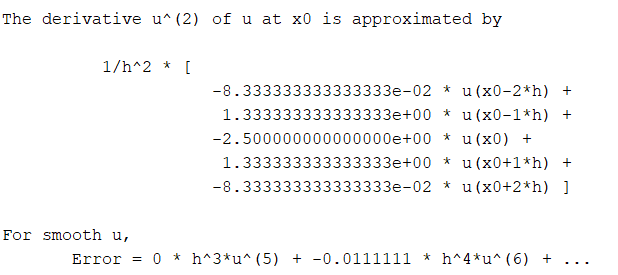 The derivative u^(2) of u at x0 is approximated by
1/h^2 * [
-8.333333333333333e-02 * u(x0-2*h) +
1.333333333333333e+00 * u(x0-1*h) +
-2.500000000000000e+00 * u(x0) +
1.333333333333333e+00 * u(x0+1*h) +
-8.333333333333333e-02 * u(x0+2*h) ]
For smooth u,
Error = 0 * h^3*u^(5) + -0.0111111 * h^4*u^(6) + ...